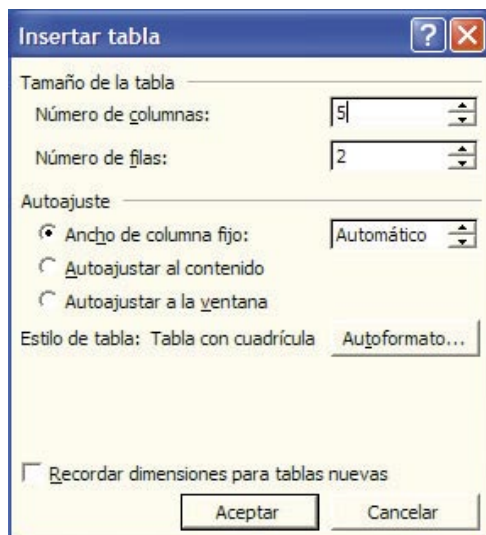 Insertar tabla
Tamaño de la tabla
Número de columnas: 5
Número de filas: 2
Autoajuste
Ancho de columna fijo: Automático
Autoajustar al contenido
Autoajustar a la ventana
Estilo de tabla: Tabla con cuadrícula Autoformato...
Recordar dimensiones para tablas nuevas
Aceptar Cancelar